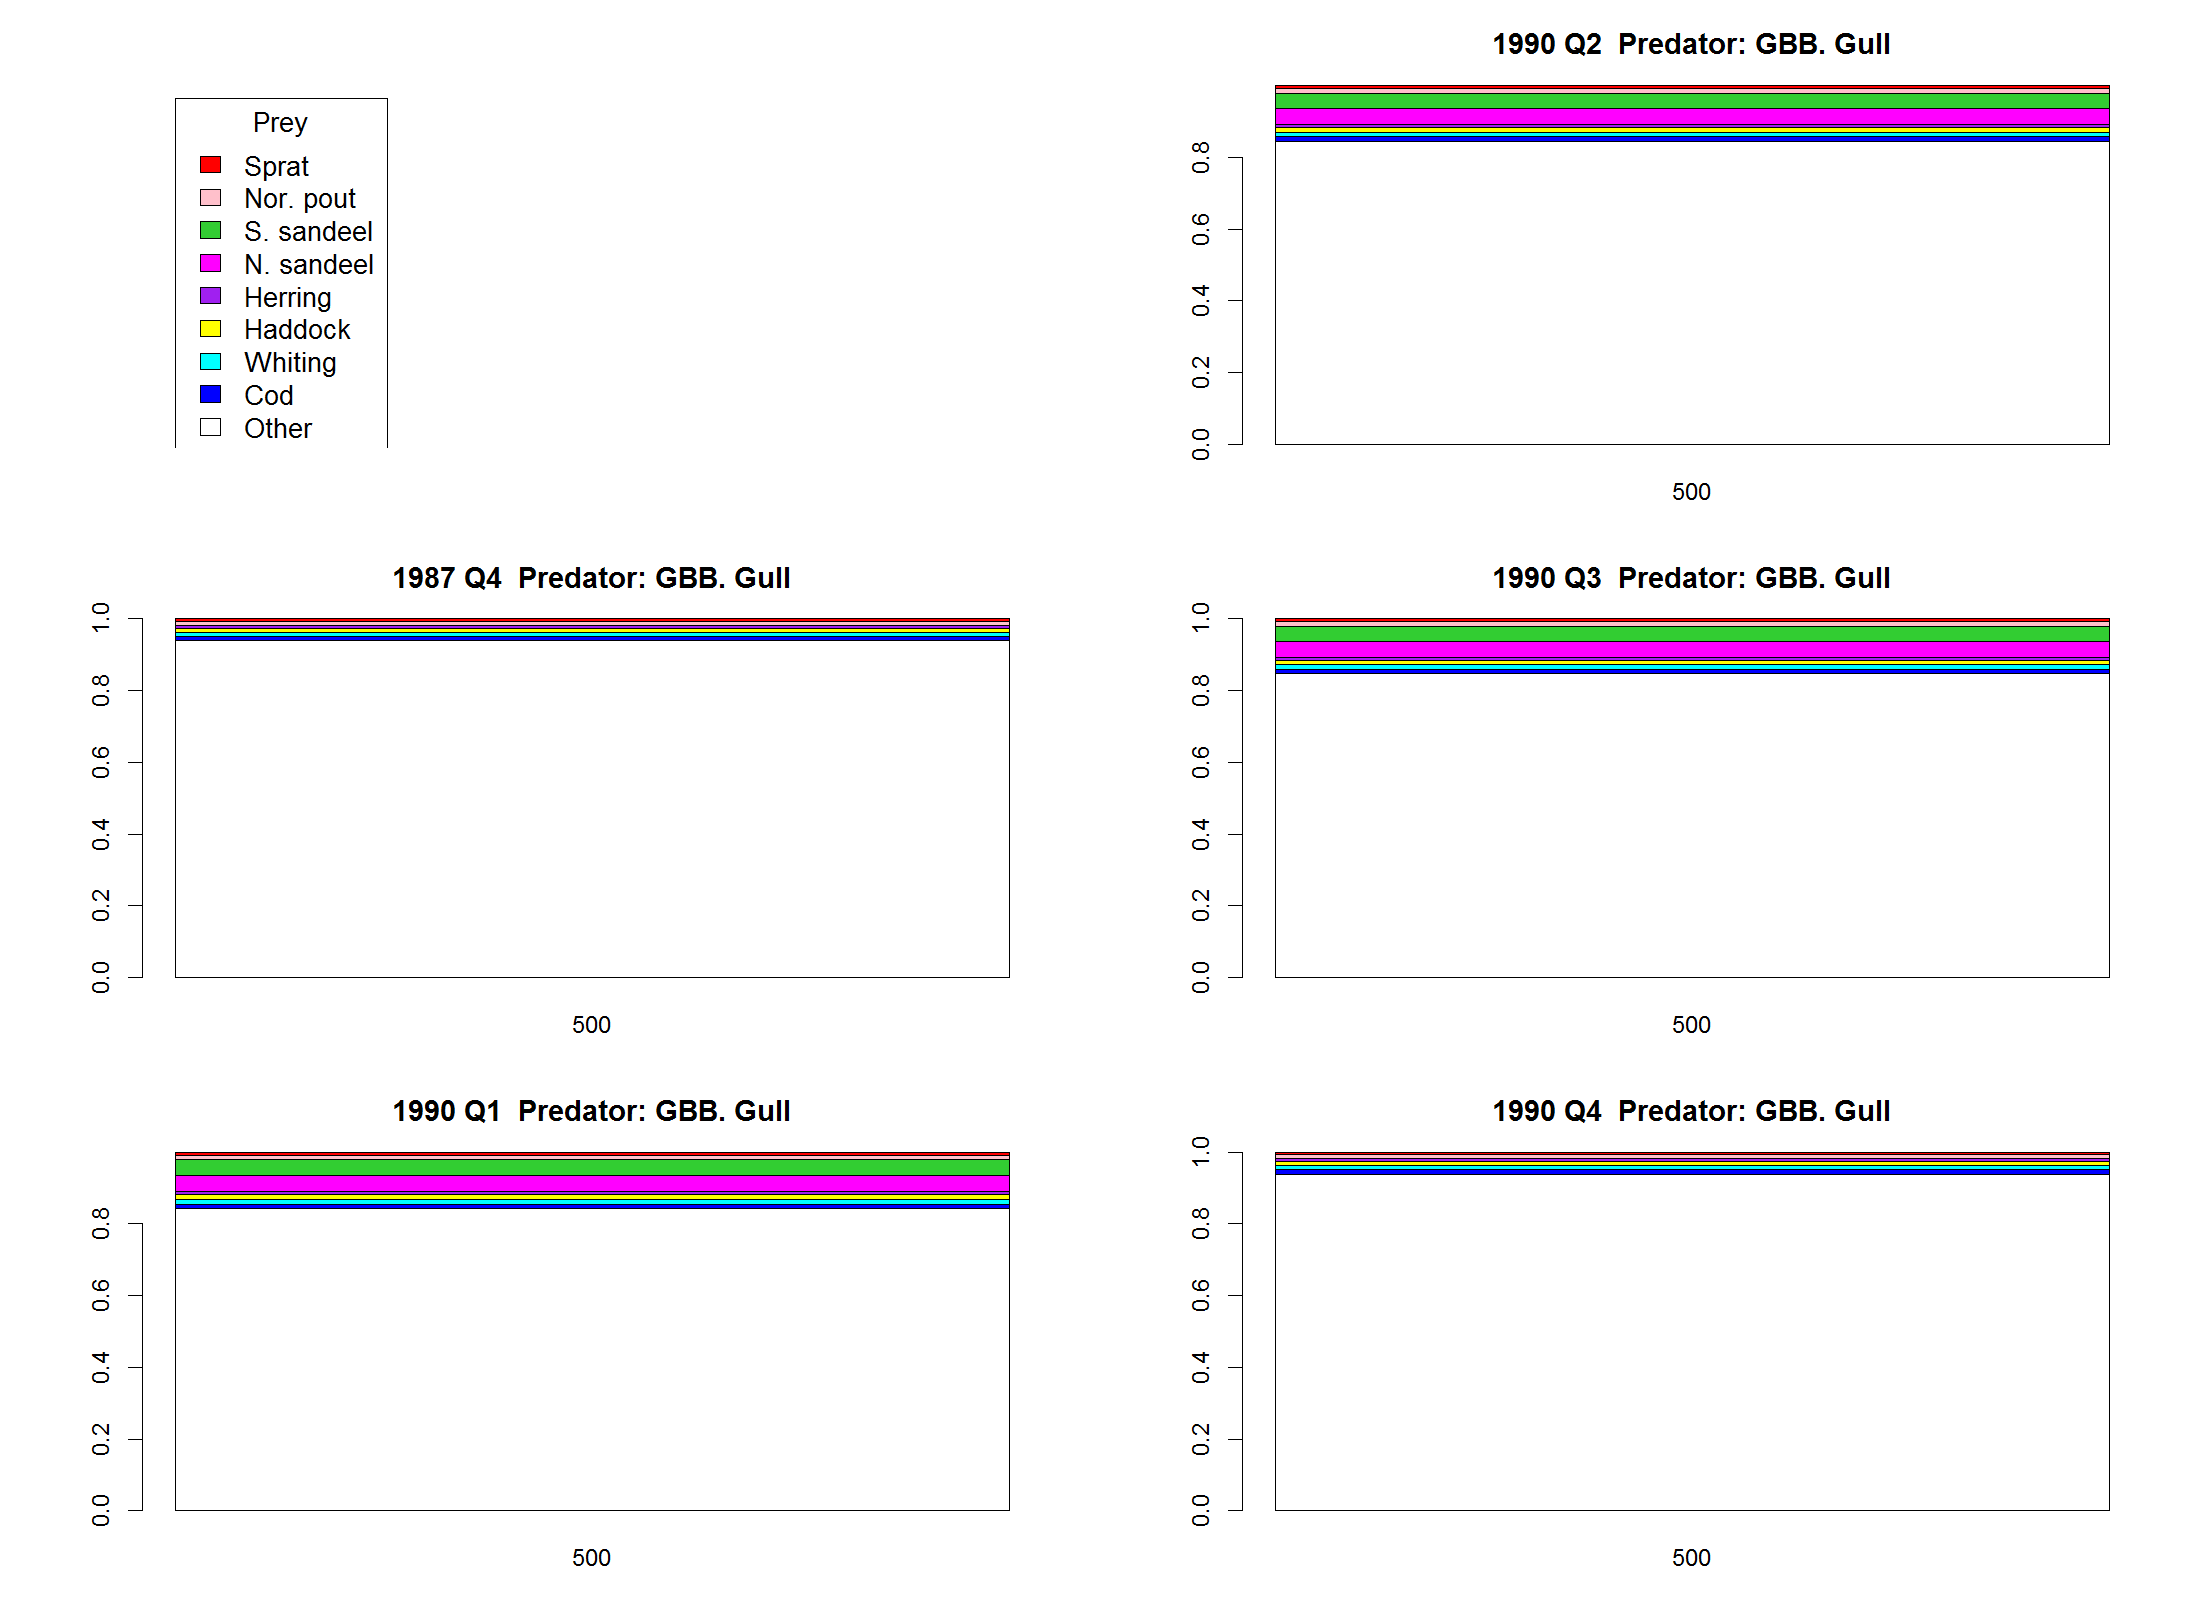 Prey
Sprat
Nor. pout
S. sandeel
N. sandeel
Herring
Haddock
Whiting
Cod
Other
1990 Q2  Predator: GBB. Gull
0.8
0.6
0.4
0.2
0.0
500
1987 Q4  Predator: GBB. Gull
1.0
0.8
0.6
0.4
0.2
0.0
500
1990 Q3  Predator: GBB. Gull
1.0
0.8
0.6
0.4
0.2
0.0
500
1990 Q1  Predator: GBB. Gull
0.8
0.6
0.4
0.2
0.0
500
1990 Q4  Predator: GBB. Gull
1.0
0.8
0.6
0.4
0.2
0.0
500